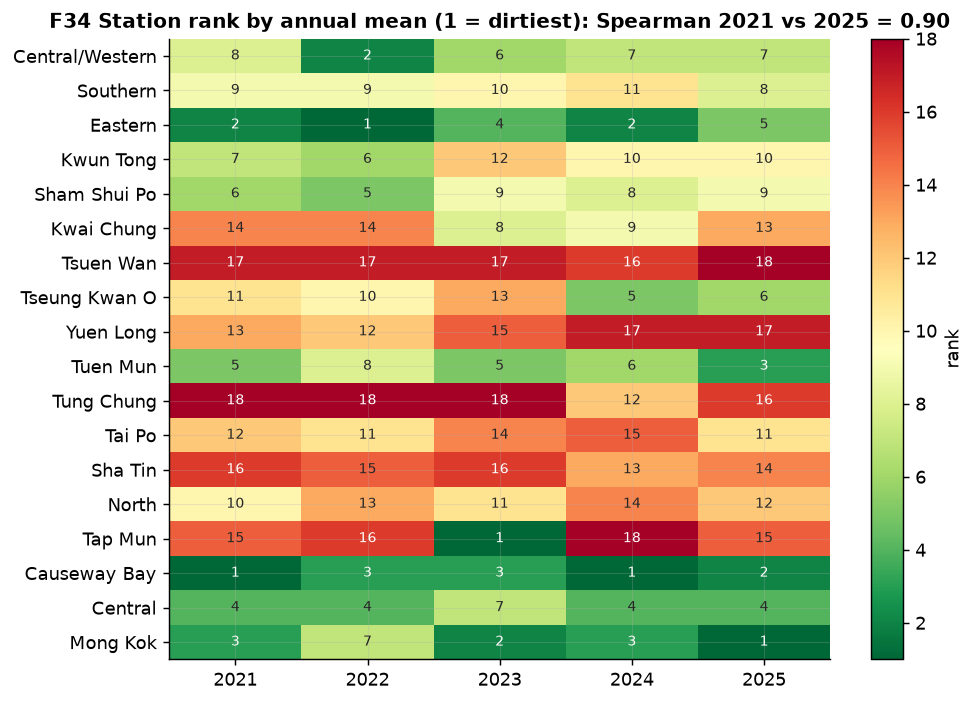 F34 Station rank by annual mean (1 = dirtiest): Spearman 2021 vs 2025 = 0.90
Central/Western 8 2 6 7 7
Southern 9 9 10 11 8
Eastern 2 1 4 2 5
Kwun Tong 7 6 12 10 10
Sham Shui Po 6 5 9 8 9
Kwai Chung 14 14 8 9 13
Tsuen Wan 17 17 17 16 18
Tseung Kwan O 11 10 13 5 6
Yuen Long 13 12 15 17 17
Tuen Mun 5 8 5 6 3
Tung Chung 18 18 18 12 16
Tai Po 12 11 14 15 11
Sha Tin 16 15 16 13 14
North 10 13 11 14 12
Tap Mun 15 16 1 18 15
Causeway Bay 1 3 3 1 2
Central 4 4 7 4 4
Mong Kok 3 7 2 3 1
2021 2022 2023 2024 2025
18
16
14
12
10
8
6
4
2
rank